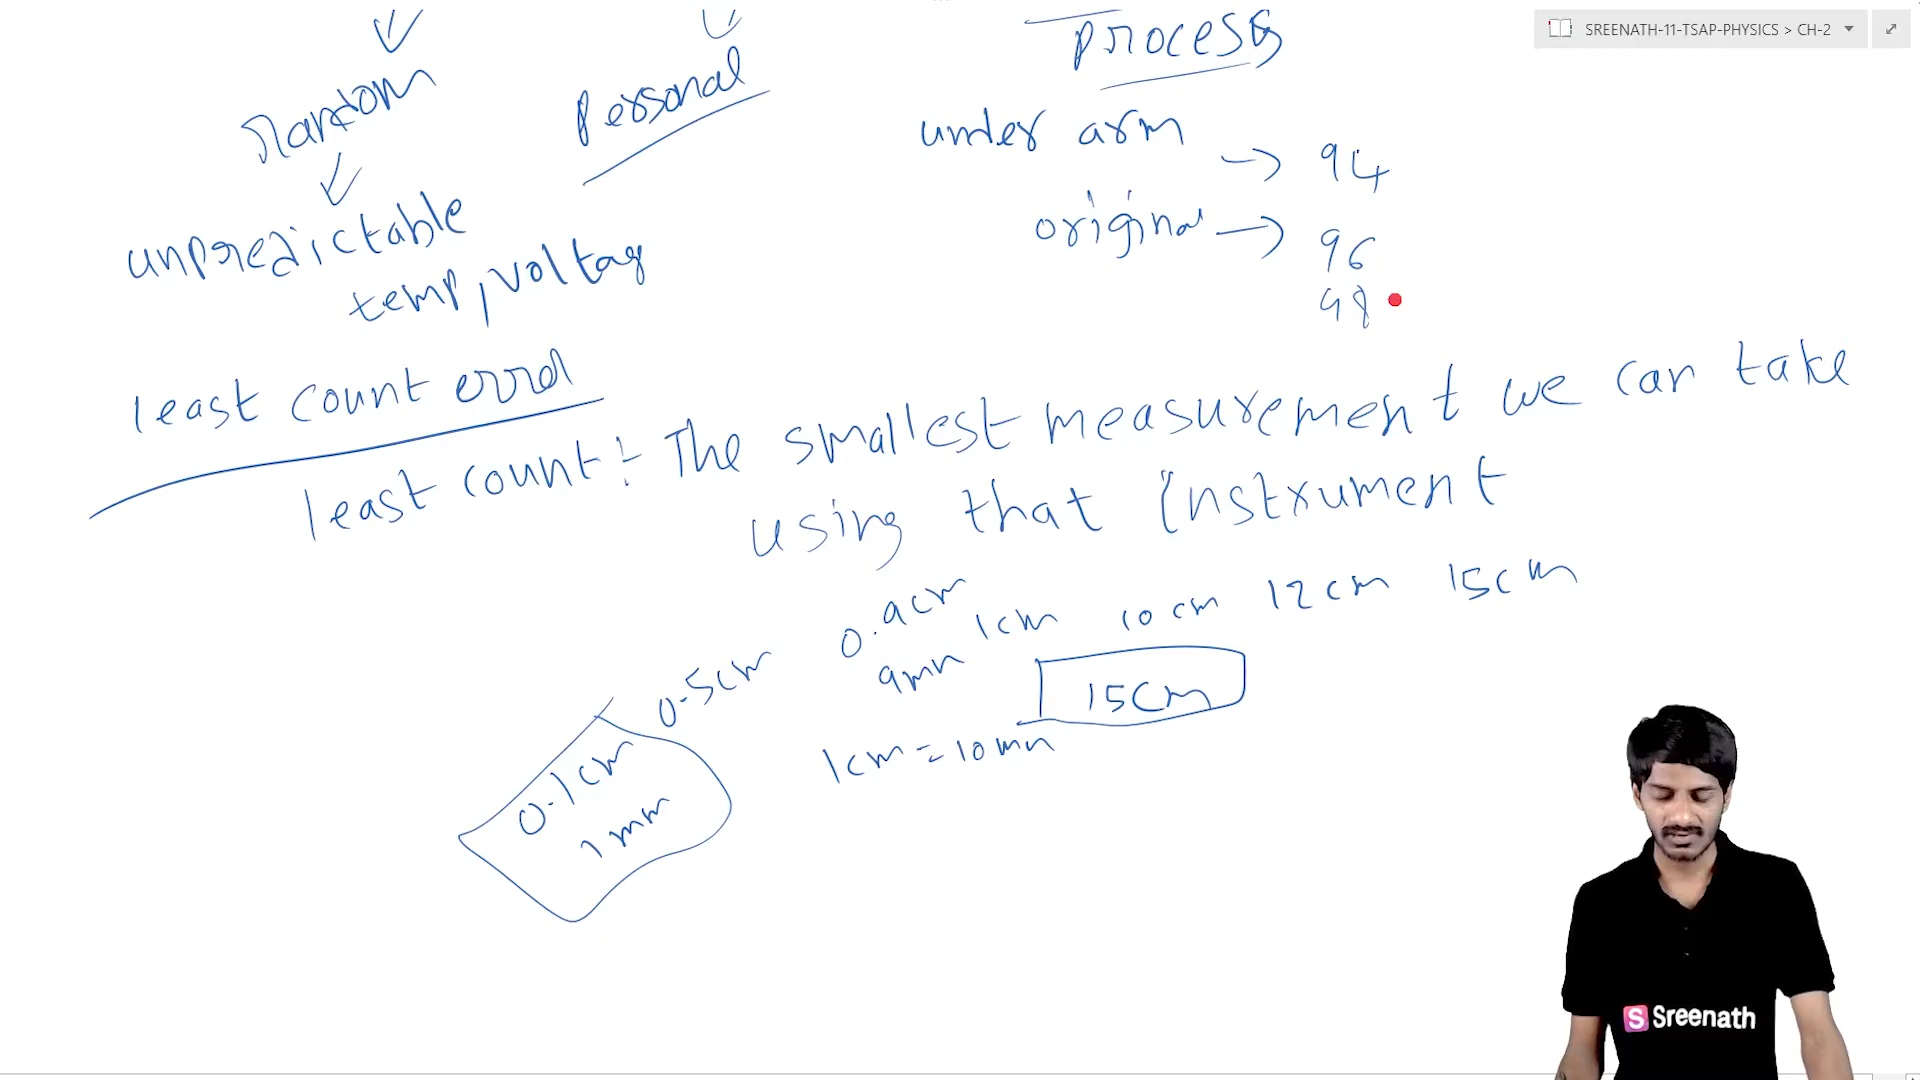 SREENATH-11-TSAP-PHYSICS > CH-2
process
Random
Personal
under arm → 94
original → 96
98
unpredictable
temp, voltag
least count error
least count :- The smallest measurement we can take
using that instrument
0.1cm
1mm
0.5cm
0.9cm
9mm
1cm
10cm
12cm
15cm
15cm
1cm = 10mm
S Sreenath